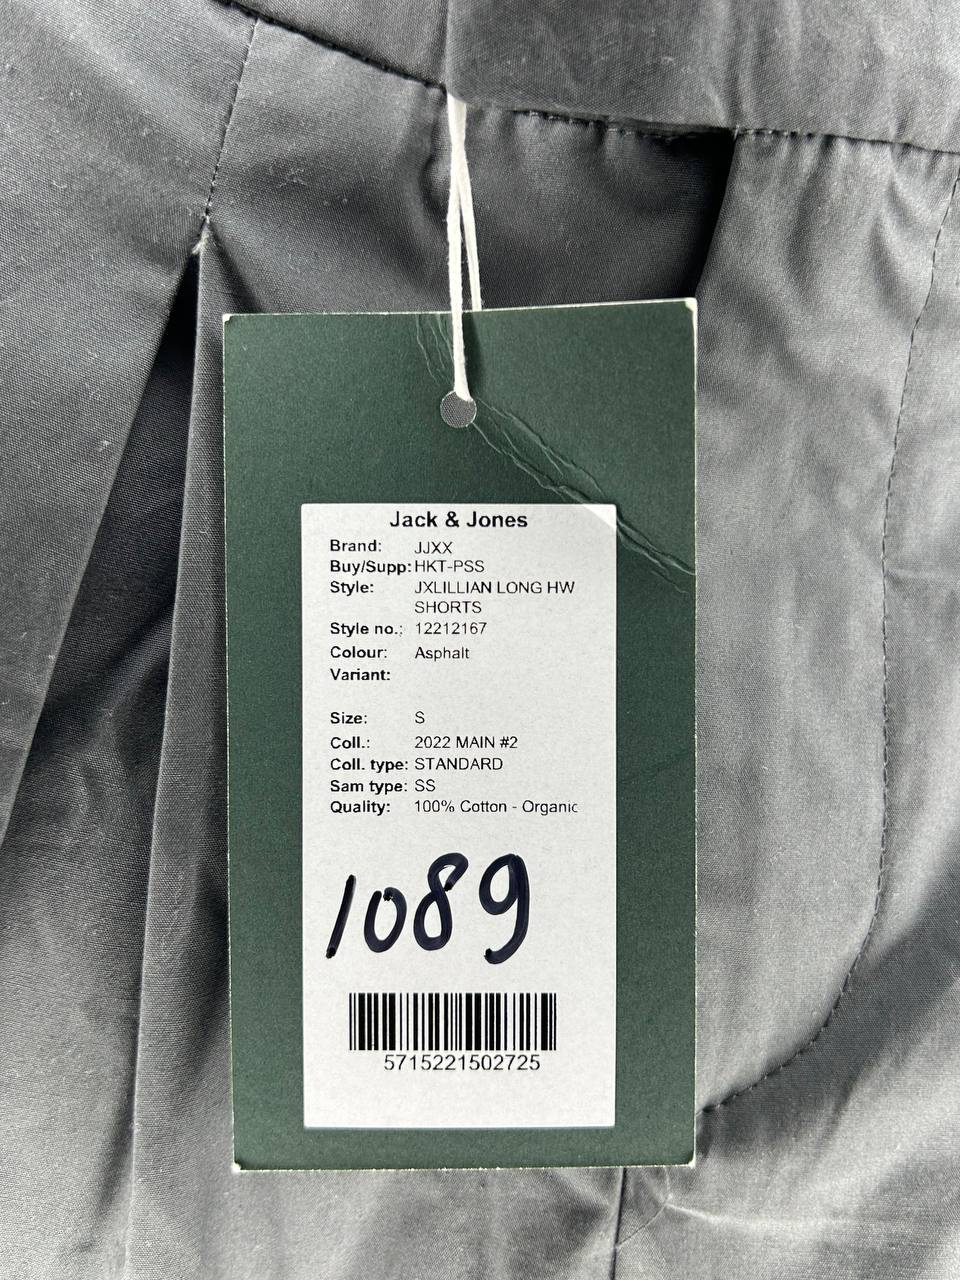 Jack & Jones
Brand: JJXX
Buy/Supp: HKT-PSS
Style: JXLILLIAN LONG HW
SHORTS
Style no.: 12212167
Colour: Asphalt
Variant:
Size: S
Coll.: 2022 MAIN #2
Coll. type: STANDARD
Sam type: SS
Quality: 100% Cotton - Organic
1089
5715221502725